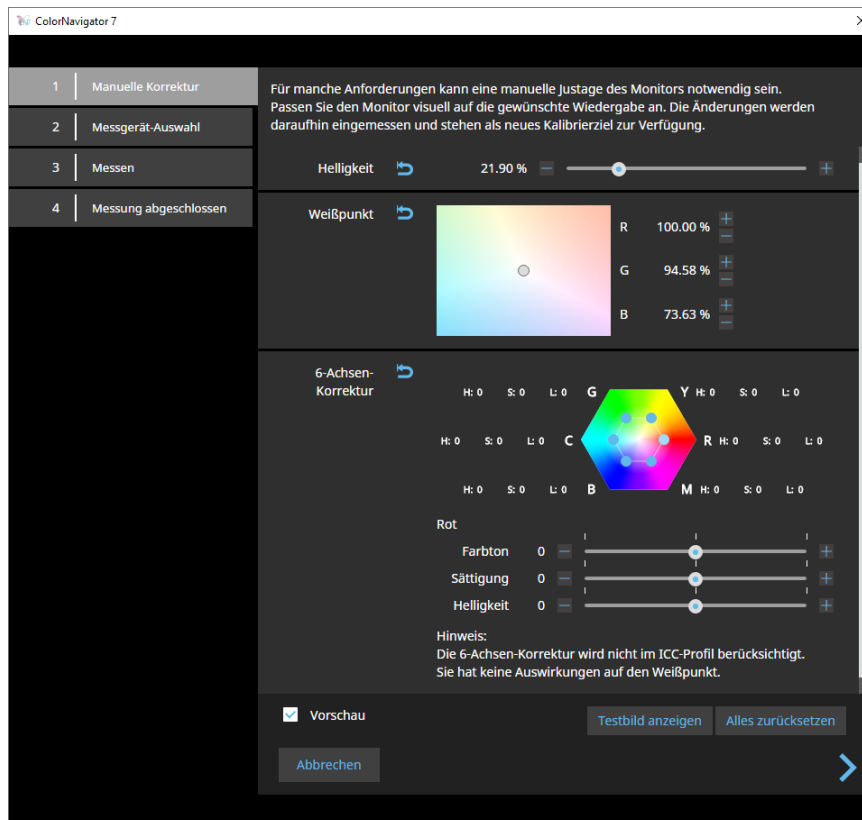 ColorNavigator 7
1 Manuelle Korrektur
2 Messgerät-Auswahl
3 Messen
4 Messung abgeschlossen
Für manche Anforderungen kann eine manuelle Justage des Monitors notwendig sein.
Passen Sie den Monitor visuell auf die gewünschte Wiedergabe an. Die Änderungen werden
daraufhin eingemessen und stehen als neues Kalibrierziel zur Verfügung.
Helligkeit 21.90 %
Weißpunkt
R 100.00 %
G 94.58 %
B 73.63 %
6-Achsen-
Korrektur
H: 0 S: 0 L: 0 G Y H: 0 S: 0 L: 0
H: 0 S: 0 L: 0 C R H: 0 S: 0 L: 0
H: 0 S: 0 L: 0 B M H: 0 S: 0 L: 0
Rot
Farbton 0
Sättigung 0
Helligkeit 0
Hinweis:
Die 6-Achsen-Korrektur wird nicht im ICC-Profil berücksichtigt.
Sie hat keine Auswirkungen auf den Weißpunkt.
Vorschau
Testbild anzeigen Alles zurücksetzen
Abbrechen